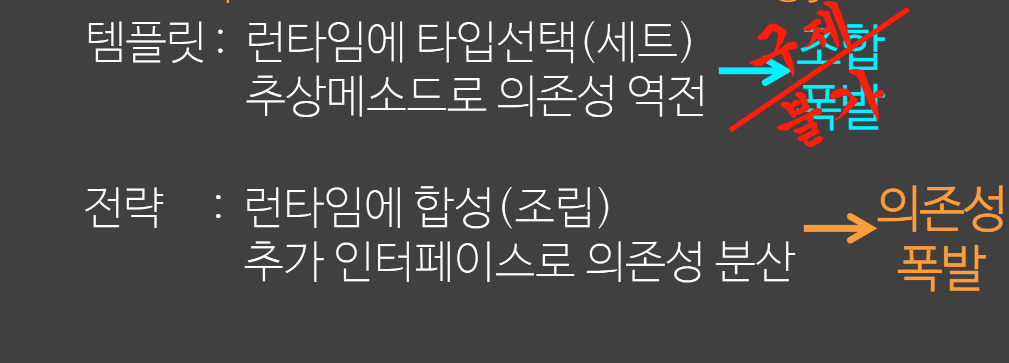 템플릿 : 런타임에 타입선택(세트)
추상메소드로 의존성 역전
조합
폭발
구제
불가
전략 : 런타임에 합성(조립)
추가 인터페이스로 의존성 분산
의존성
폭발